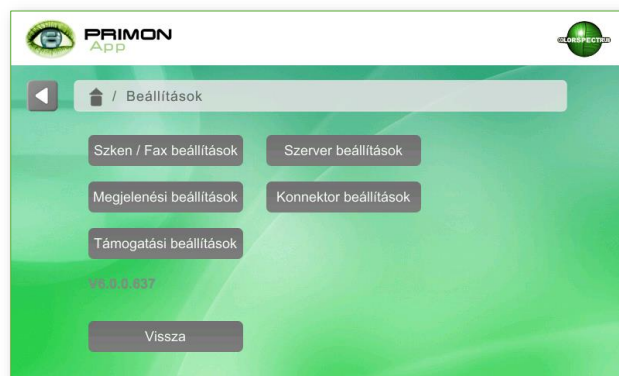 PRIMON
App
COLORSPECTRUM
/ Beállítások
Szken / Fax beállítások
Szerver beállítások
Megjelenési beállítások
Konnektor beállítások
Támogatási beállítások
V6.0.0.637
Vissza